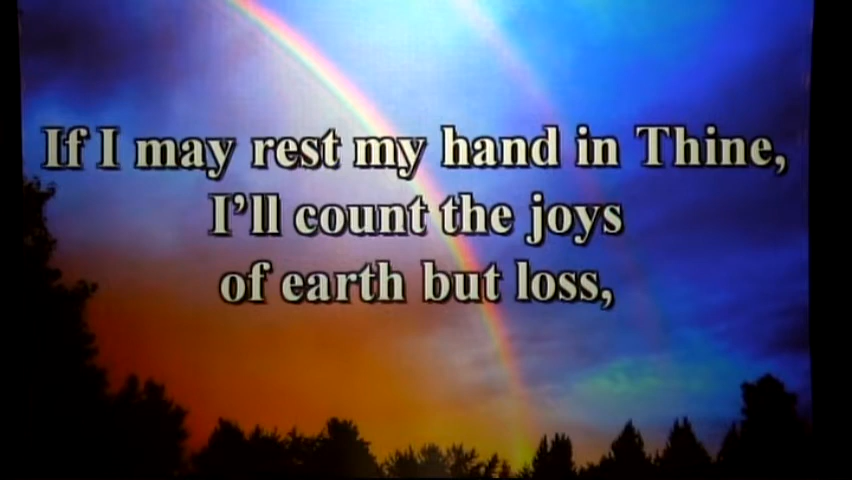 If I may rest my hand in Thine,
I’ll count the joys
of earth but loss,